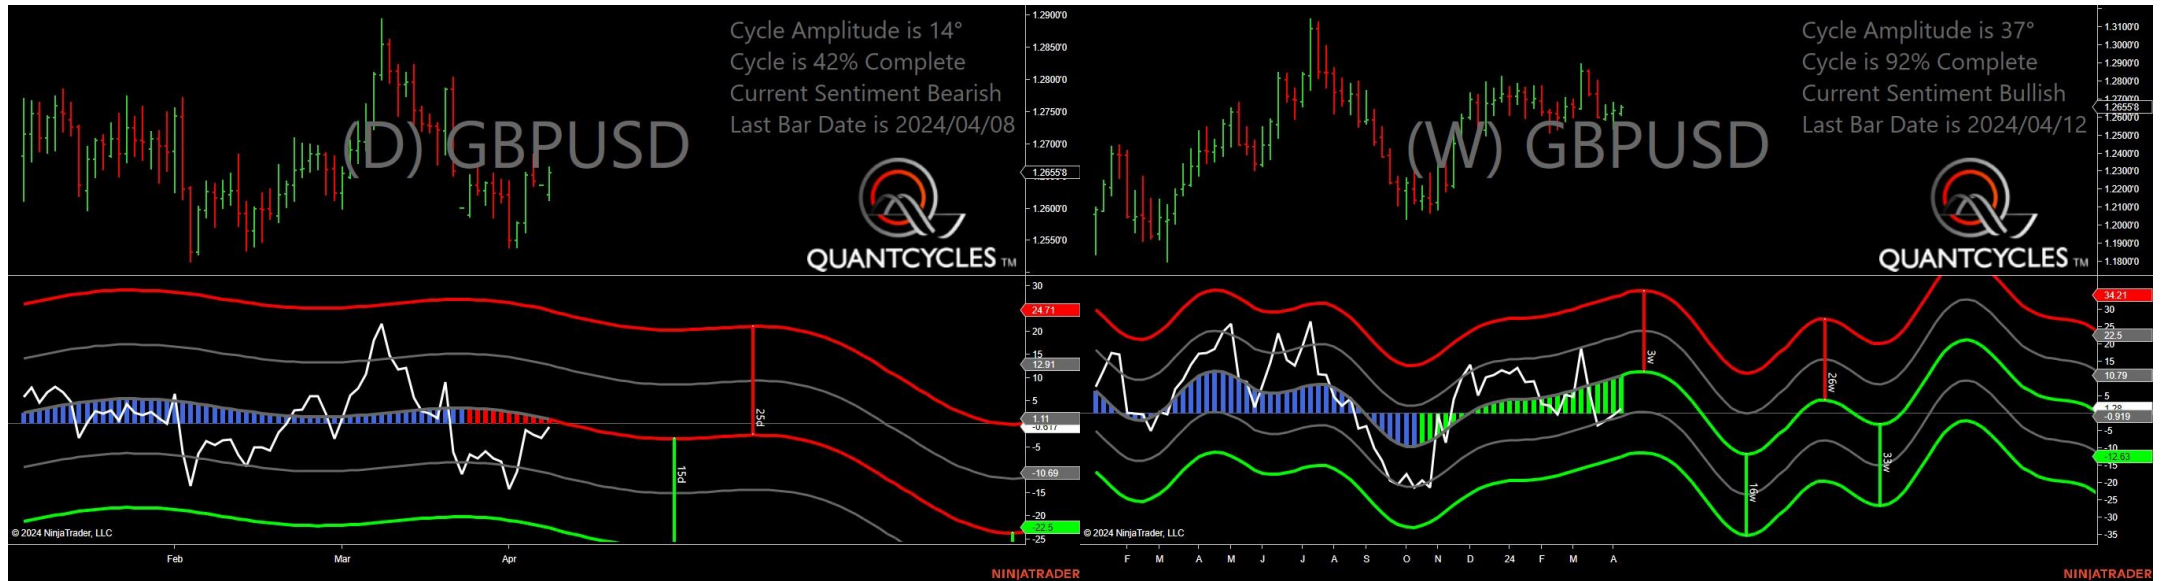 Cycle Amplitude is 14°
Cycle is 42% Complete
Current Sentiment Bearish
Last Bar Date is 2024/04/08
(D) GBPUSD
QUANTCYCLES TM
1.2900'0
1.2850'0
1.2800'0
1.2750'0
1.2700'0
1.2655'8
1.2600'0
1.2550'0
30
24.71
20
15
12.91
10
5
1.11
-0.617
-5
-10.69
-15
-20
-22.5
-25
25d
15d
© 2024 NinjaTrader, LLC
Feb Mar Apr
NINJATRADER
Cycle Amplitude is 37°
Cycle is 92% Complete
Current Sentiment Bullish
Last Bar Date is 2024/04/12
(W) GBPUSD
QUANTCYCLES TM
1.3100'0
1.3000'0
1.2900'0
1.2800'0
1.2655'8
1.2600'0
1.2500'0
1.2400'0
1.2300'0
1.2200'0
1.2100'0
1.2000'0
1.1900'0
1.1800'0
34.21
30
25
22.5
20
15
10.79
5
1.28
-0.919
-5
-10
-12.63
-15
-20
-25
-30
-35
3w
26w
16w
33w
© 2024 NinjaTrader, LLC
F M A M J J A S O N D 24 F M A
NINJATRADER